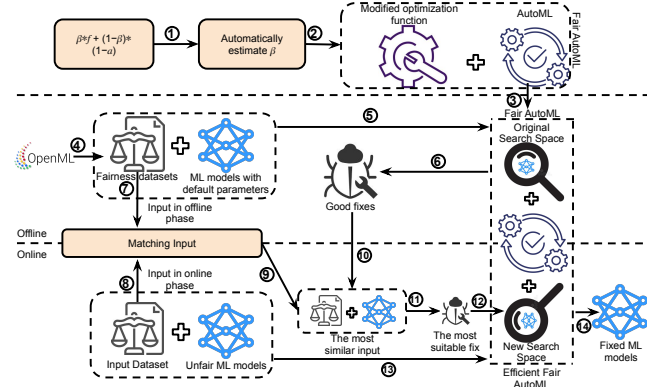 β*f + (1−β)*
(1−a)
①
Automatically
estimate β
②
Modified optimization
function
AutoML
Fair AutoML
③
Fair AutoML
④
OpenML
Fairness datasets
ML models with
default parameters
⑤
Original
Search Space
⑥
Good fixes
⑦
Input in offline
phase
Offline
Online
Matching Input
⑧
Input in online
phase
⑨
⑩
Input Dataset
Unfair ML models
The most
similar input
⑪
The most
suitable fix
⑫
⑬
New Search
Space
Efficient Fair
AutoML
⑭
Fixed ML
models